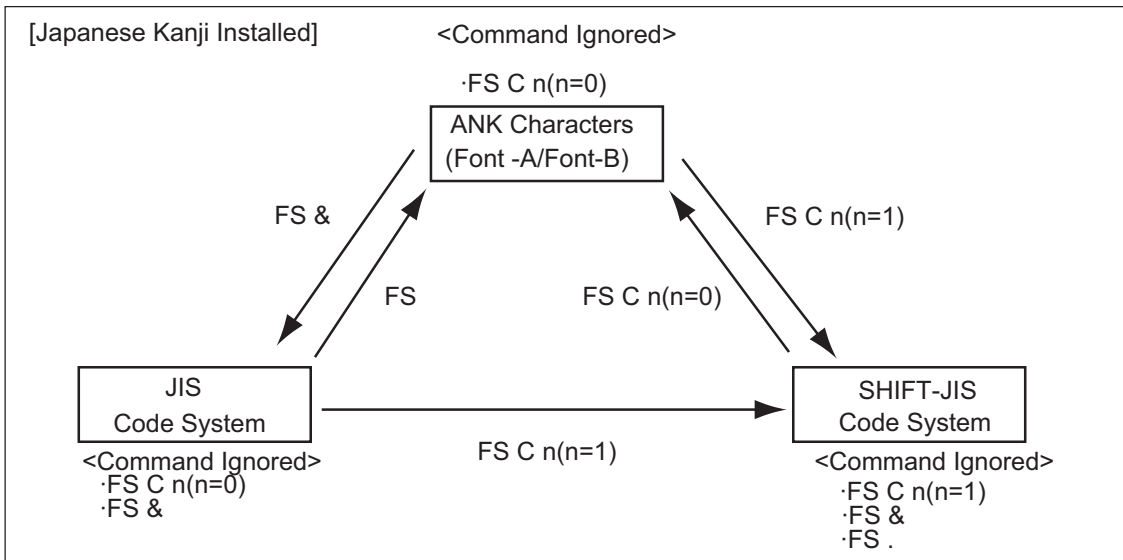 [Japanese Kanji Installed]
<Command Ignored>
·FS C n(n=0)
ANK Characters
(Font -A/Font-B)
FS &
FS C n(n=1)
FS
FS C n(n=0)
JIS
Code System
SHIFT-JIS
Code System
FS C n(n=1)
<Command Ignored>
·FS C n(n=0)
·FS &
<Command Ignored>
·FS C n(n=1)
·FS &
·FS .